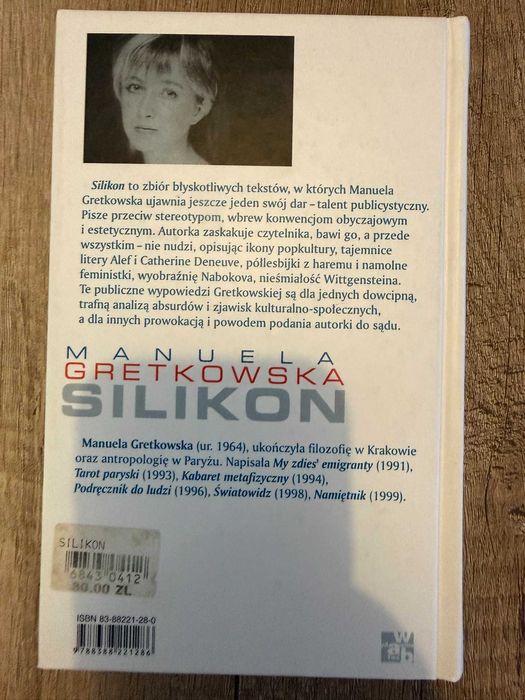 Silikon to zbiór błyskotliwych tekstów, w których Manuela
Gretkowska ujawnia jeszcze jeden swój dar – talent publicystyczny.
Pisze przeciw stereotypom, wbrew konwencjom obyczajowym
i estetycznym. Autorka zaskakuje czytelnika, bawi go, a przede
wszystkim – nie nudzi, opisując ikony popkultury, tajemnice
litery Alef i Catherine Deneuve, póllesbijki z haremu i namolne
feministki, wyobraźnię Nabokova, nieśmiałość Wittgensteina.
Te publiczne wypowiedzi Gretkowskiej są dla jednych dowcipną,
trafną analizą absurdów i zjawisk kulturalno-społecznych,
a dla innych prowokacją i powodem podania autorki do sądu.
MANUELA
GRETKOWSKA
SILIKON
Manuela Gretkowska (ur. 1964), ukończyła filozofię w Krakowie
oraz antropologię w Paryżu. Napisała My zdies' emigranty (1991),
Tarot paryski (1993), Kabaret metafizyczny (1994),
Podręcznik do ludzi (1996), Światowidz (1998), Namiętnik (1999).
SILIKON
6843 0412
30.00 ZŁ
ISBN 83-88221-28-0
9788388221286
w
a b